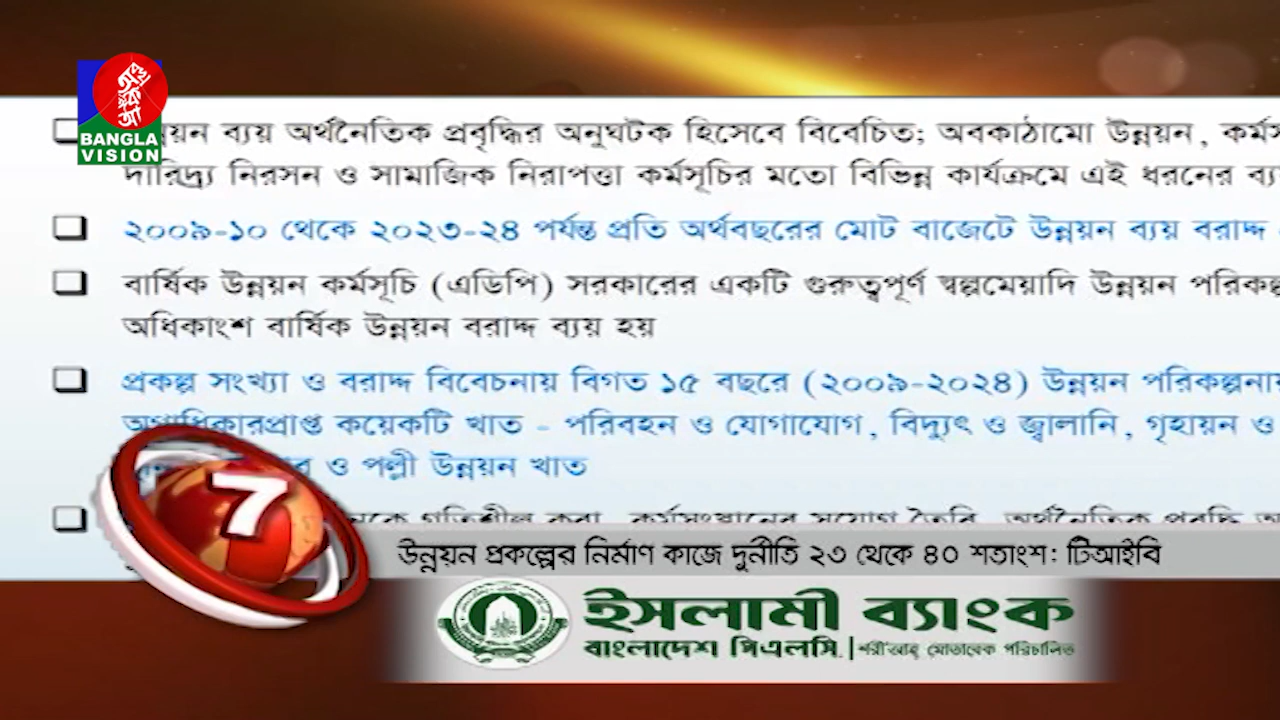 BANGLA
VISION
ব্যয় অর্থনৈতিক প্রবৃদ্ধির অনুঘটক হিসেবে বিবেচিত; অবকাঠামো উন্নয়ন,
দারিদ্র্য নিরসন ও সামাজিক নিরাপত্তা কর্মসূচির মতো বিভিন্ন কার্যক্রমে এই ধরনের
২০০৯-১০ থেকে ২০২৩-২৪ পর্যন্ত প্রতি অর্থবছরের মোট বাজেটে উন্নয়ন ব্যয় বরাদ্দ
বার্ষিক উন্নয়ন কর্মসূচি (এডিপি) সরকারের একটি গুরুত্বপূর্ণ স্বল্পমেয়াদি উন্নয়ন
অধিকাংশ বার্ষিক উন্নয়ন বরাদ্দ ব্যয় হয়
প্রকল্প সংখ্যা ও বরাদ্দ বিবেচনায় বিগত ১৫ বছরে (২০০৯-২০২৪) উন্নয়ন পরিকল্পনায়
অগ্রাধিকারপ্রাপ্ত কয়েকটি খাত - পরিবহন ও যোগাযোগ, বিদ্যুৎ ও জ্বালানি, গৃহায়ন ও
ও পল্লী উন্নয়ন খাত
7
উন্নয়ন প্রকল্পের নির্মাণ কাজে দুর্নীতি ২৩ থেকে ৪০ শতাংশ: টিআইবি
ইসলামী ব্যাংক
বাংলাদেশ পিএলসি. | শরী'আহ্ মোতাবেক পরিচালিত